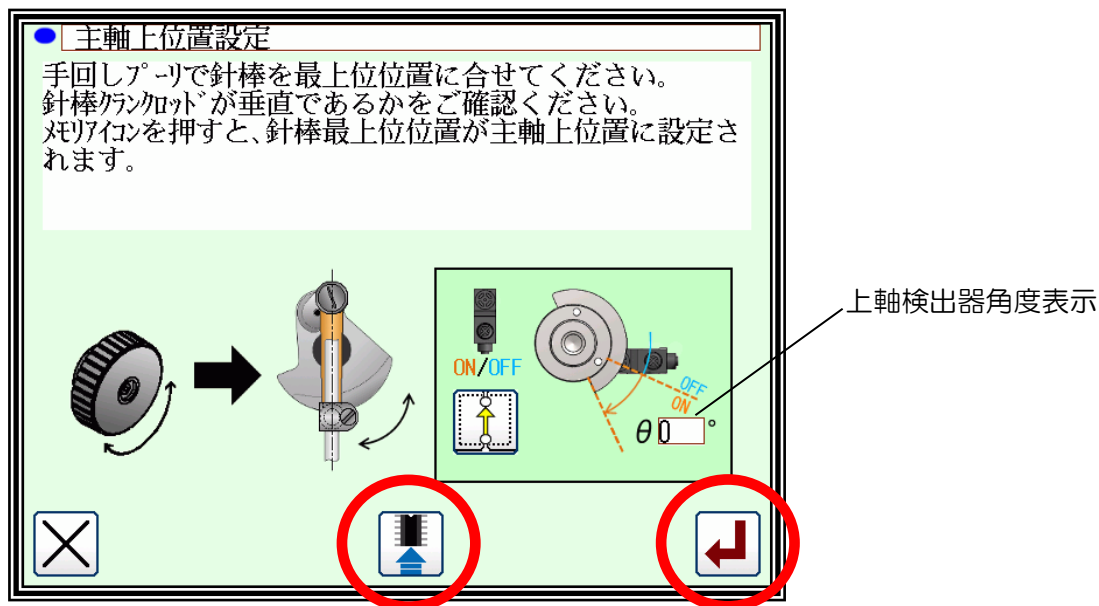 主軸上位置設定
手回しプーリで針棒を最上位位置に合せてください。
針棒クランクロッドが垂直であるかをご確認ください。
メモリアイコンを押すと、針棒最上位位置が主軸上位置に設定さ
れます。
上軸検出器角度表示
ON/OFF
OFF
ON
θ 0 °